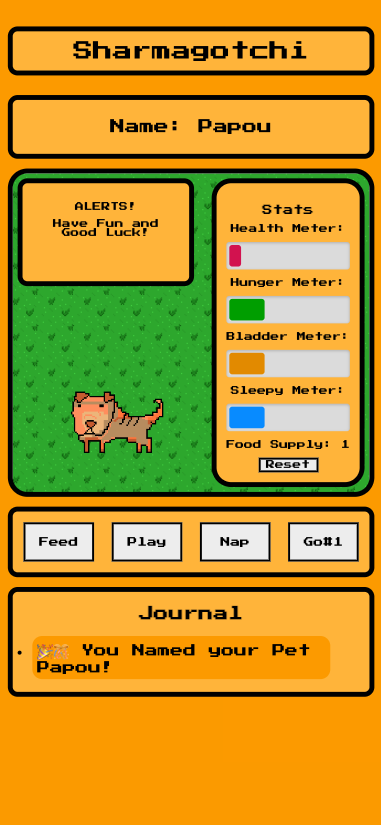 Sharmagotchi
Name: Papou
ALERTS!
Have Fun and
Good Luck!
Stats
Health Meter:
Hunger Meter:
Bladder Meter:
Sleepy Meter:
Food Supply: 1
Reset
Feed
Play
Nap
Go#1
Journal
You Named your Pet
Papou!